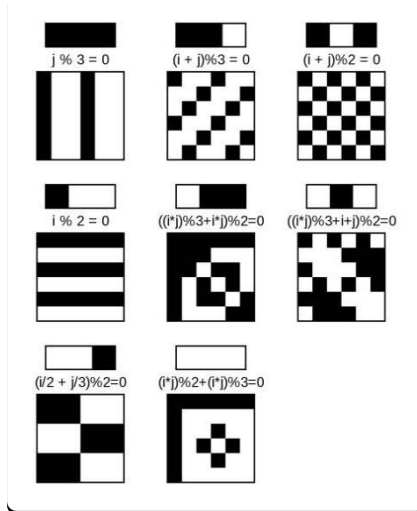 j % 3 = 0
(i + j)%3 = 0
(i + j)%2 = 0
i % 2 = 0
((i*j)%3+i*j)%2=0
((i*j)%3+i+j)%2=0
(i/2 + j/3)%2=0
(i*j)%2+(i*j)%3=0